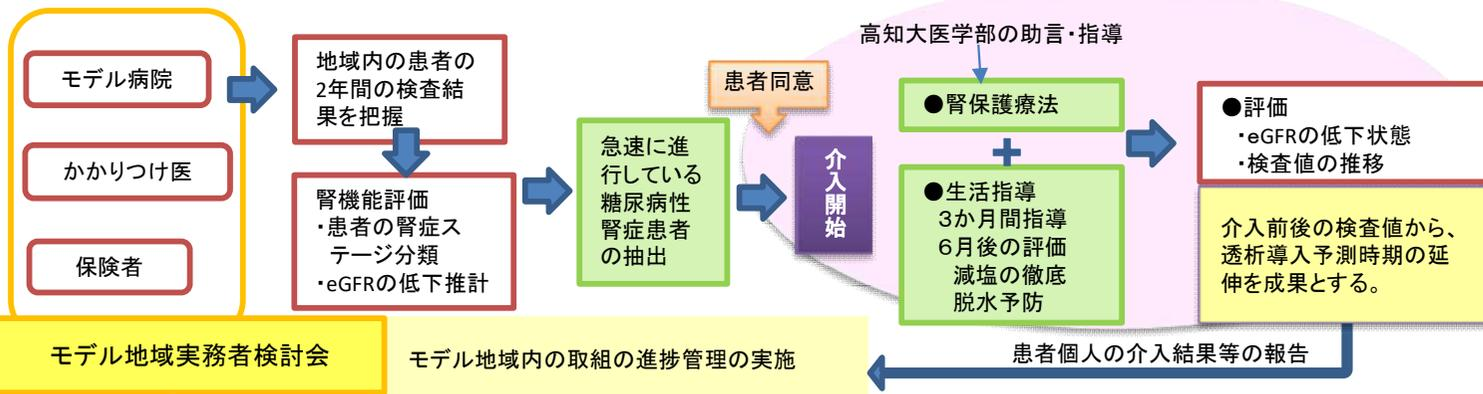 モデル病院
かかりつけ医
保険者
地域内の患者の
2年間の検査結
果を把握
腎機能評価
・患者の腎症ス
テージ分類
・eGFRの低下推計
急速に進
行している
糖尿病性
腎症患者
の抽出
患者同意
介入開始
高知大医学部の助言・指導
●腎保護療法
●生活指導
3か月間指導
6月後の評価
減塩の徹底
脱水予防
●評価
・eGFRの低下状態
・検査値の推移
介入前後の検査値から、
透析導入予測時期の延
伸を成果とする。
モデル地域実務者検討会
モデル地域内の取組の進捗管理の実施
患者個人の介入結果等の報告